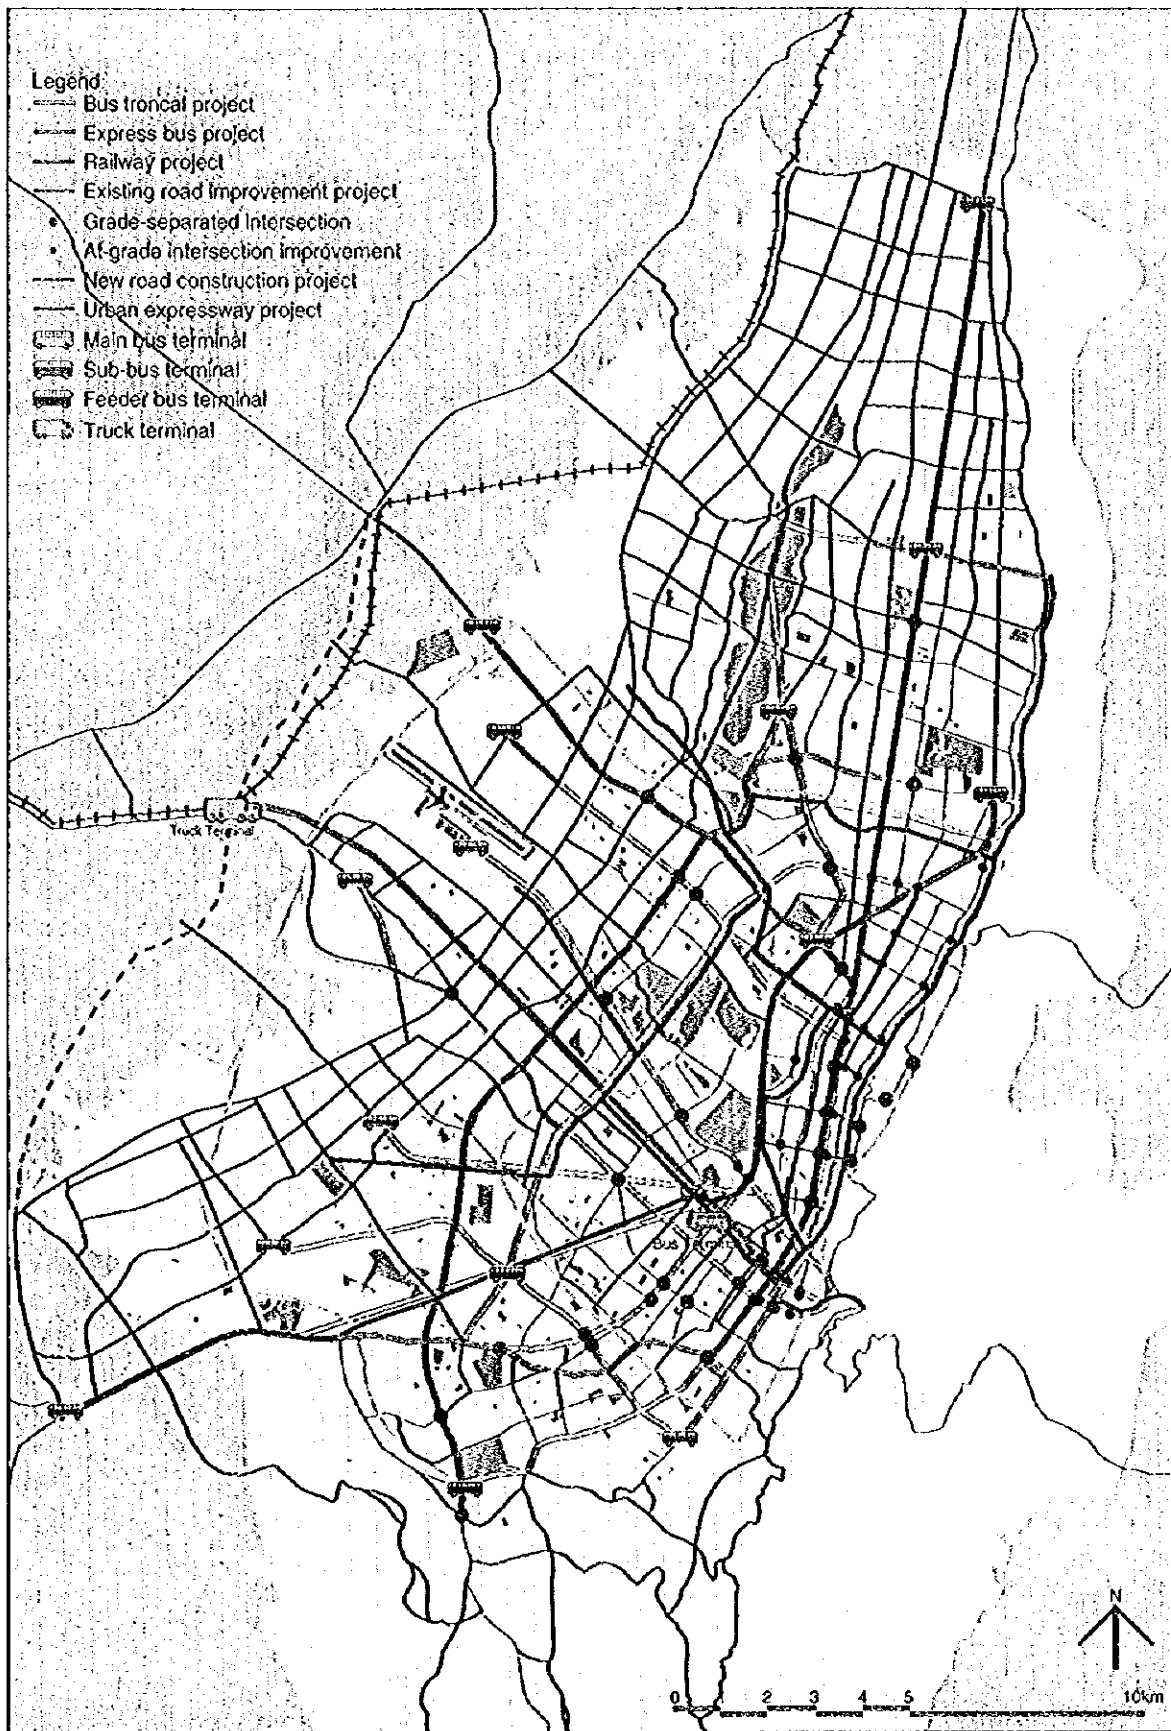 Legend
Bus troncal project
Express bus project
Railway project
Existing road improvement project
Grade-separated intersection
At-grade intersection improvement
New road construction project
Urban expressway project
Main bus terminal
Sub-bus terminal
Feeder bus terminal
Truck terminal
Truck Terminal
Bus
N
0 2 3 4 5 10km